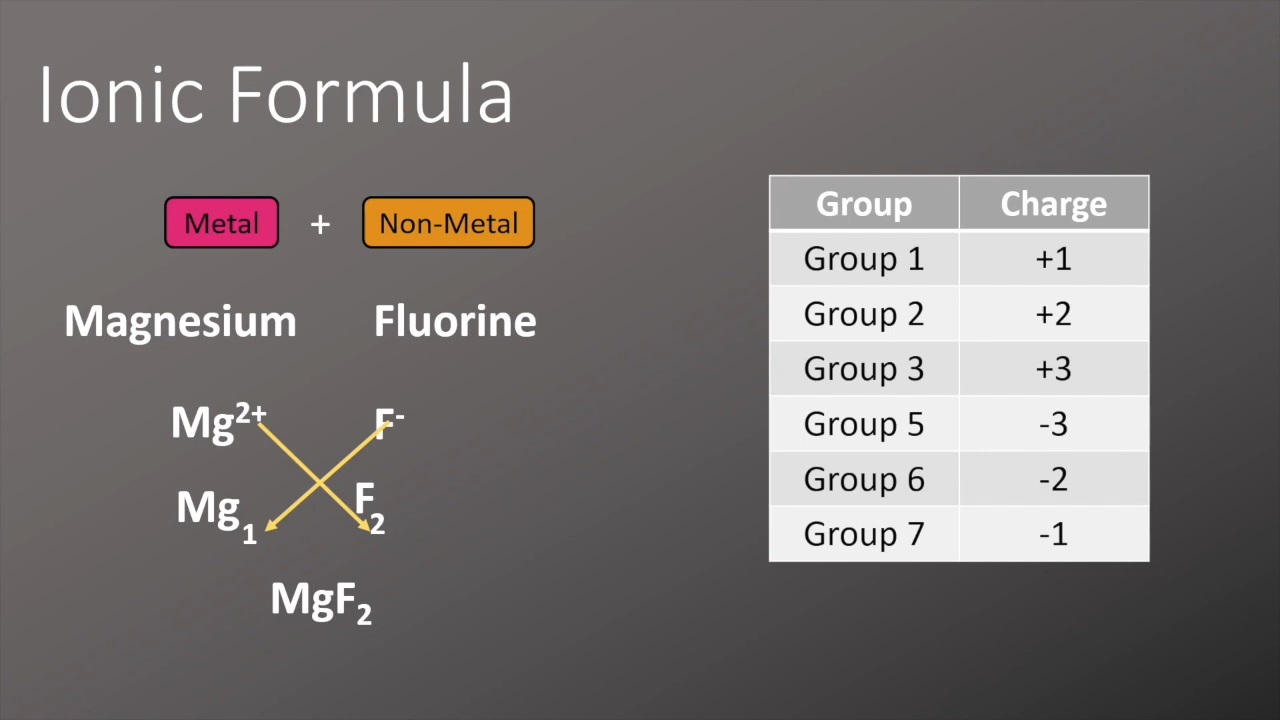 Ionic Formula
Metal + Non-Metal
Magnesium Fluorine
Mg²⁺ F⁻
Mg₁ F₂
MgF₂
Group Charge
Group 1 +1
Group 2 +2
Group 3 +3
Group 5 -3
Group 6 -2
Group 7 -1